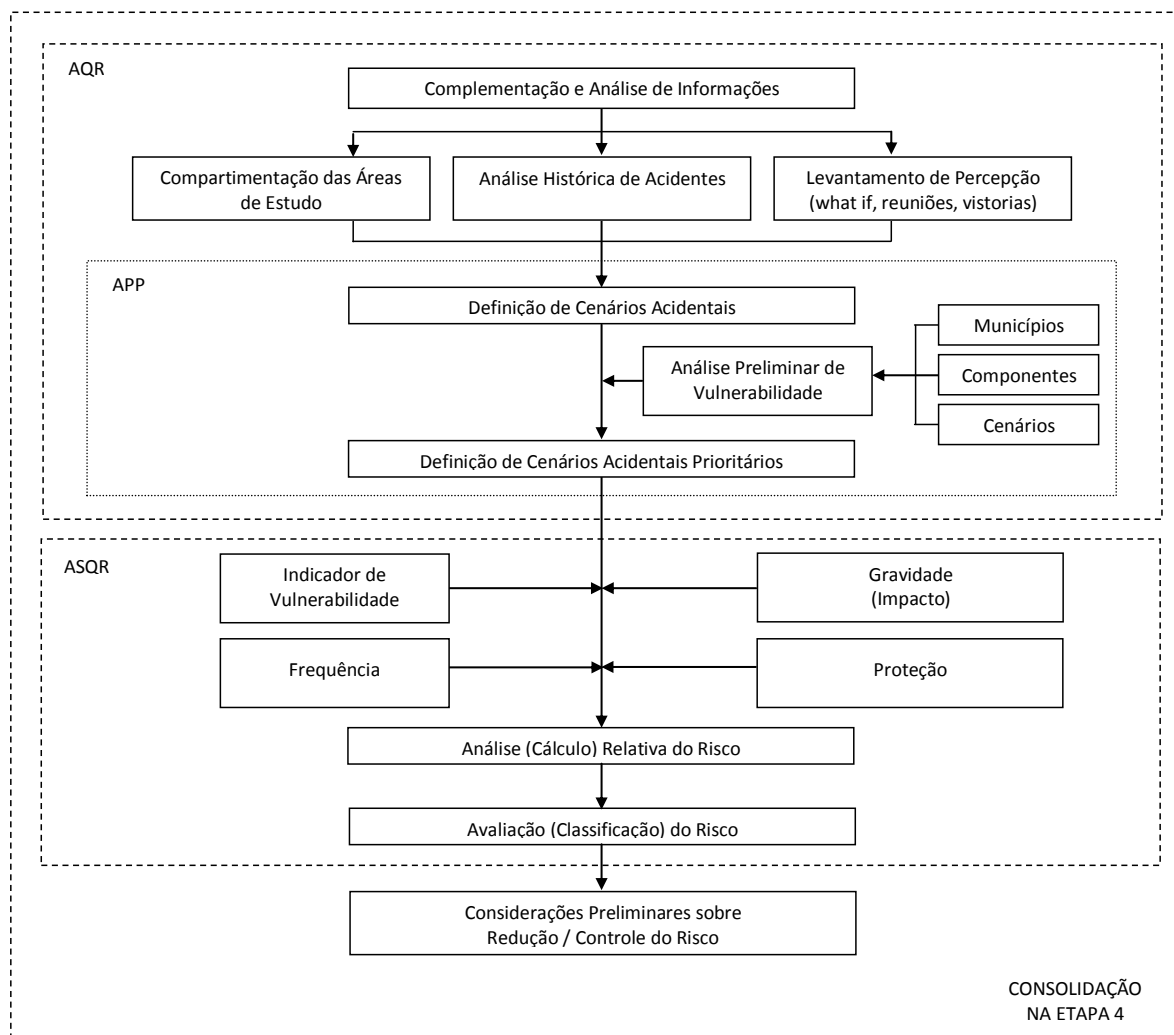 AQR
Complementação e Análise de Informações
Compartimentação das Áreas
de Estudo
Análise Histórica de Acidentes
Levantamento de Percepção
(what if, reuniões, vistorias)
APP
Definição de Cenários Acidentais
Municípios
Análise Preliminar de
Vulnerabilidade
Componentes
Cenários
Definição de Cenários Acidentais Prioritários
ASQR
Indicador de
Vulnerabilidade
Gravidade
(Impacto)
Frequência
Proteção
Análise (Cálculo) Relativa do Risco
Avaliação (Classificação) do Risco
Considerações Preliminares sobre
Redução / Controle do Risco
CONSOLIDAÇÃO
NA ETAPA 4